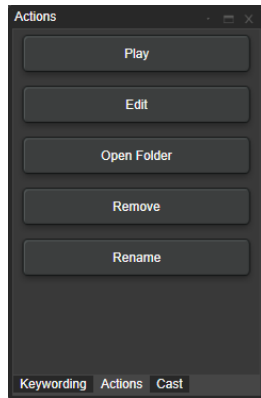 Actions
Play
Edit
Open Folder
Remove
Rename
Keywording Actions Cast